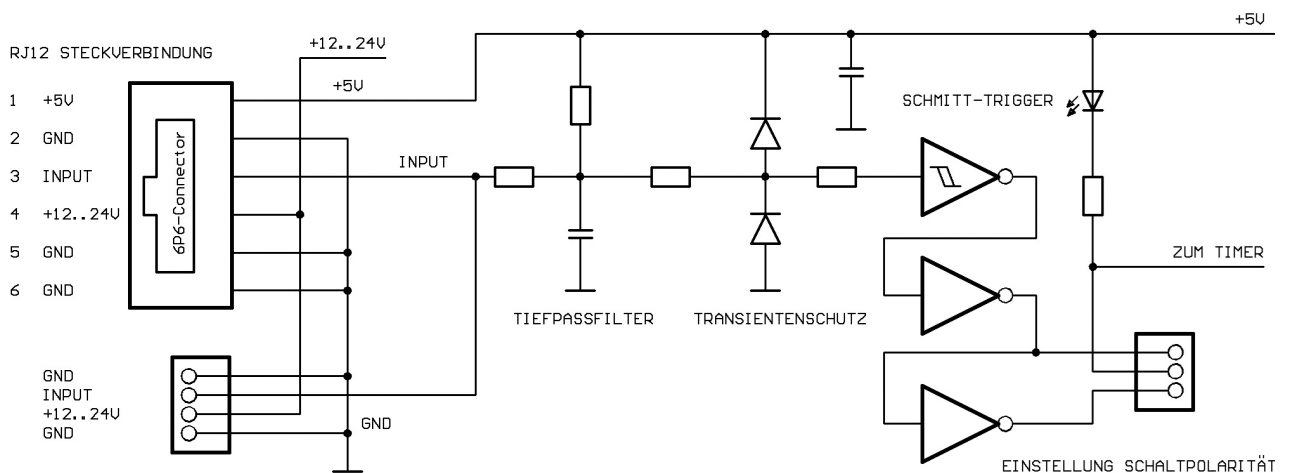 +5V
+12..24V
RJ12 STECKVERBINDUNG
+5V
1 +5V
2 GND
3 INPUT
4 +12..24V
5 GND
6 GND
6P6-Connector
INPUT
SCHMITT-TRIGGER
ZUM TIMER
TIEFPASSFILTER
TRANSIENTENSCHUTZ
GND
INPUT
+12..24V
GND
GND
EINSTELLUNG SCHALTPOLARITÄT